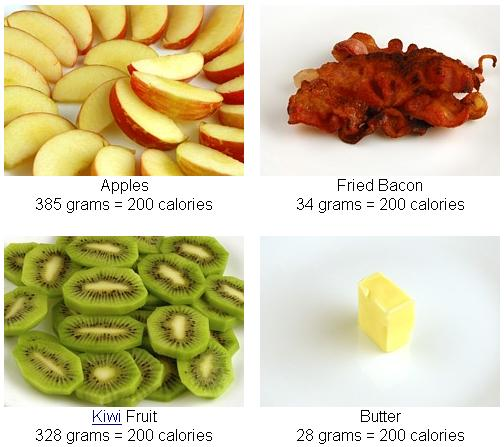 Apples
385 grams = 200 calories
Fried Bacon
34 grams = 200 calories
Kiwi Fruit
328 grams = 200 calories
Butter
28 grams = 200 calories